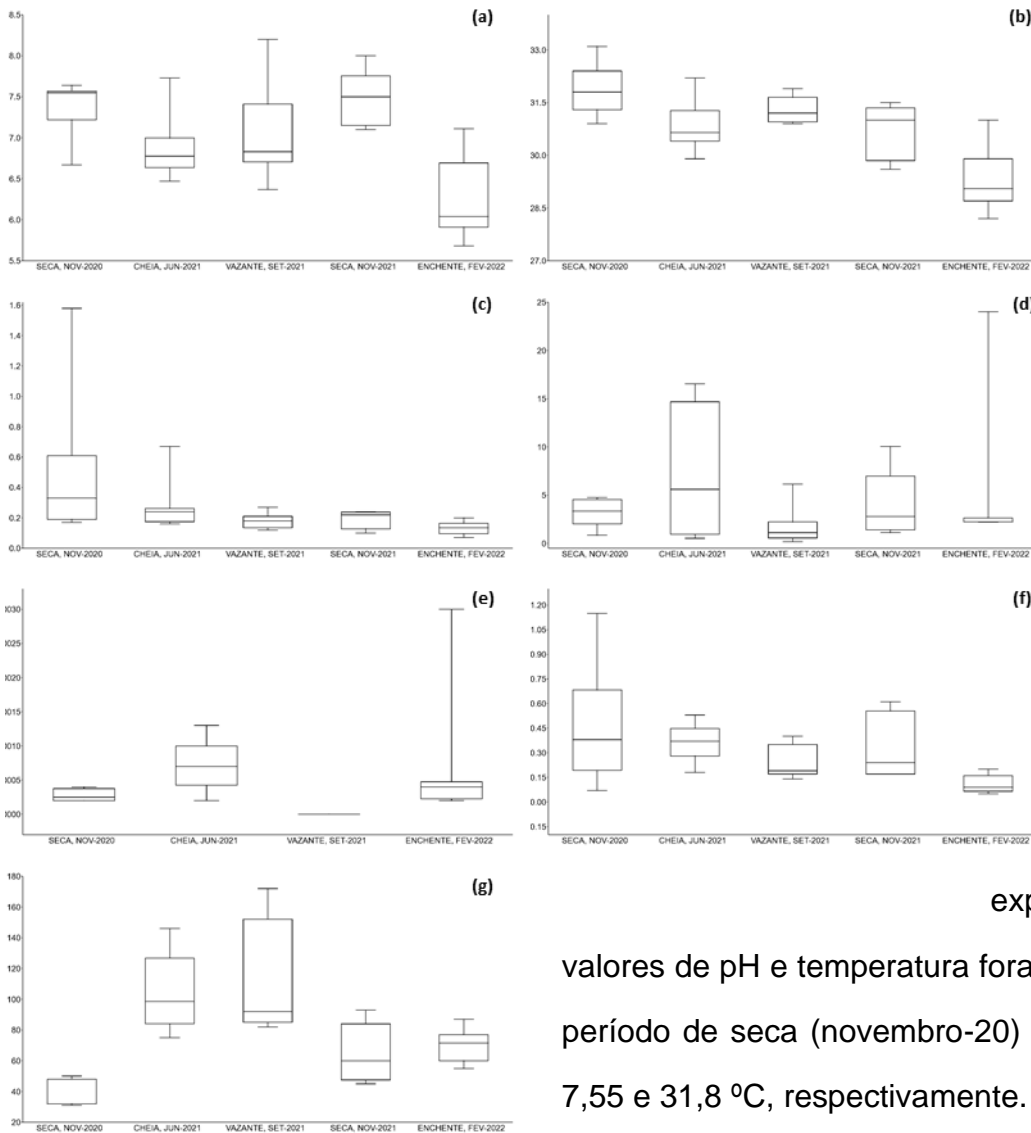 (a)
8.5
8.0
7.5
7.0
6.5
6.0
5.5
SECA, NOV-2020 CHEIA, JUN-2021 VAZANTE, SET-2021 SECA, NOV-2021 ENCHENTE, FEV-2022
(b)
33.0
31.5
30.0
28.5
27.0
SECA, NOV-2020 CHEIA, JUN-2021 VAZANTE, SET-2021 SECA, NOV-2021 ENCHENTE, FEV-2022
(c)
1.6
1.4
1.2
1.0
0.8
0.6
0.4
0.2
0.0
SECA, NOV-2020 CHEIA, JUN-2021 VAZANTE, SET-2021 SECA, NOV-2021 ENCHENTE, FEV-2022
(d)
25
20
15
10
5
0
SECA, NOV-2020 CHEIA, JUN-2021 VAZANTE, SET-2021 SECA, NOV-2021 ENCHENTE, FEV-2022
(e)
0030
0025
0015
0010
0005
0000
SECA, NOV-2020 CHEIA, JUN-2021 VAZANTE, SET-2021 ENCHENTE, FEV-2022
(f)
1.20
1.05
0.90
0.75
0.60
0.45
0.30
0.15
0.00
0.15
SECA, NOV-2020 CHEIA, JUN-2021 VAZANTE, SET-2021 SECA, NOV-2021 ENCHENTE, FEV-2022
(g)
180
160
140
120
100
80
60
40
20
SECA, NOV-2020 CHEIA, JUN-2021 VAZANTE, SET-2021 SECA, NOV-2021 ENCHENTE, FEV-2022
exp
valores de pH e temperatura fora
período de seca (novembro-20)
7,55 e 31,8 ºC, respectivamente.